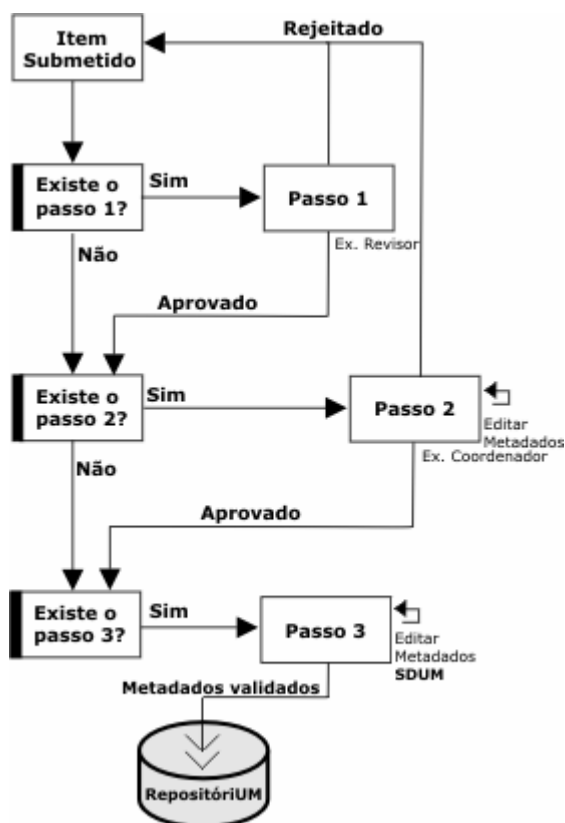 Item
Submetido
Rejeitado
Existe o
passo 1?
Sim
Passo 1
Ex. Revisor
Não
Aprovado
Existe o
passo 2?
Sim
Passo 2
Editar
Metadados
Ex. Coordenador
Não
Aprovado
Existe o
passo 3?
Sim
Passo 3
Editar
Metadados
SDUM
Metadados validados
RepositóriUM